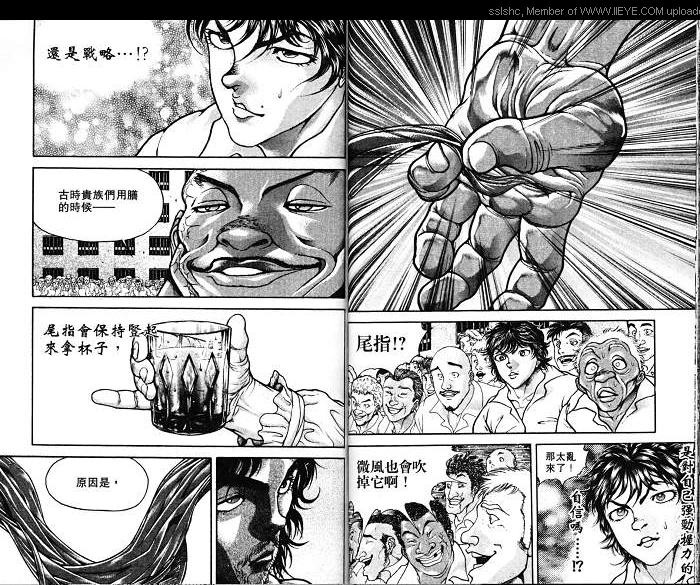 sslshc, Member of WWW.IIEYE.COM uploade
尾指!?
那太亂
來了！
是針對自己強勁握力的
自信嗎……!?
微風也會吹
掉它啊！
還是戰略…!?
古時貴族們用膳
的時候——
尾指會保持豎起
來拿杯子，
原因是，